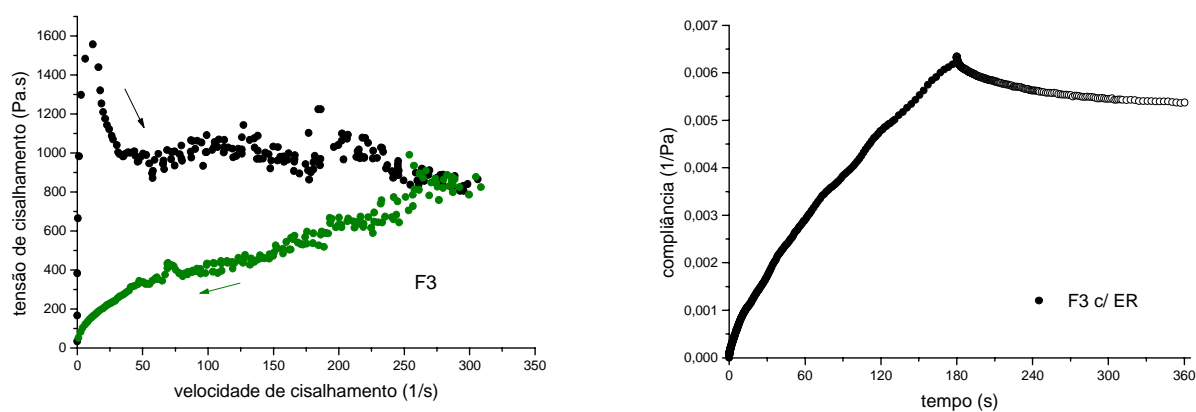 1600
1400
1200
1000
800
600
400
200
0
tensão de cisalhamento (Pa.s)
F3
0 50 100 150 200 250 300 350
velocidade de cisalhamento (1/s)
0,007
0,006
0,005
0,004
0,003
0,002
0,001
0,000
compliância (1/Pa)
F3 c/ ER
0 60 120 180 240 300 360
tempo (s)